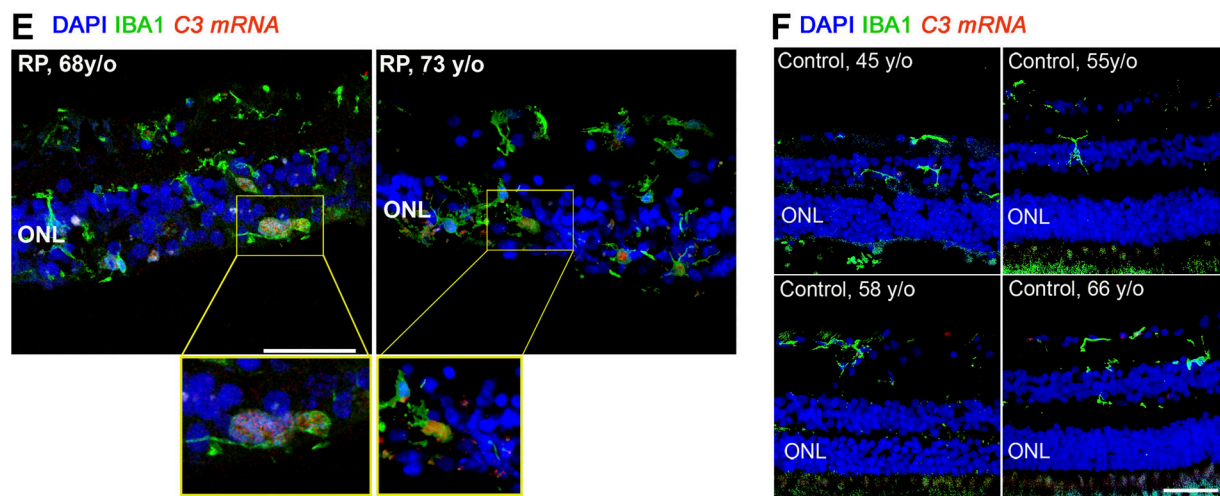 E DAPI IBA1 C3 mRNA
RP, 68y/o
RP, 73 y/o
ONL
ONL
F DAPI IBA1 C3 mRNA
Control, 45 y/o
Control, 55y/o
ONL
ONL
Control, 58 y/o
Control, 66 y/o
ONL
ONL